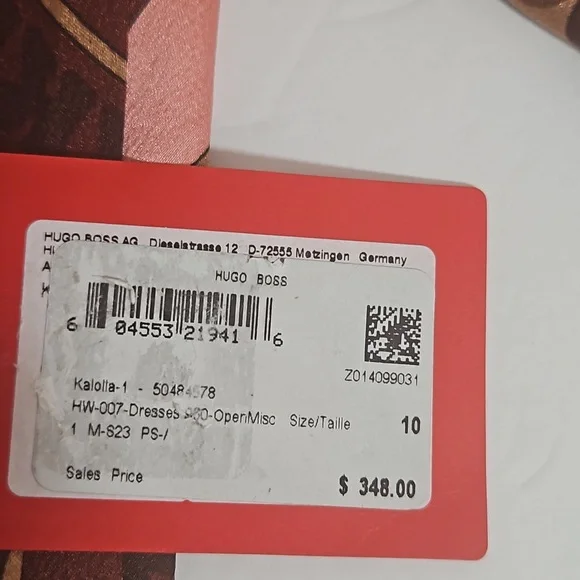 HUGO BOSS AG Dieselstrasse 12 D-72555 Metzingen Germany
HUGO BOSS
6 04553 21941 6
Z014099031
Kalolla-1 -
HW-007-Dresses OpenMisc Size/Taille 10
1 M-S23 PS-/
Sales Price $ 348.00